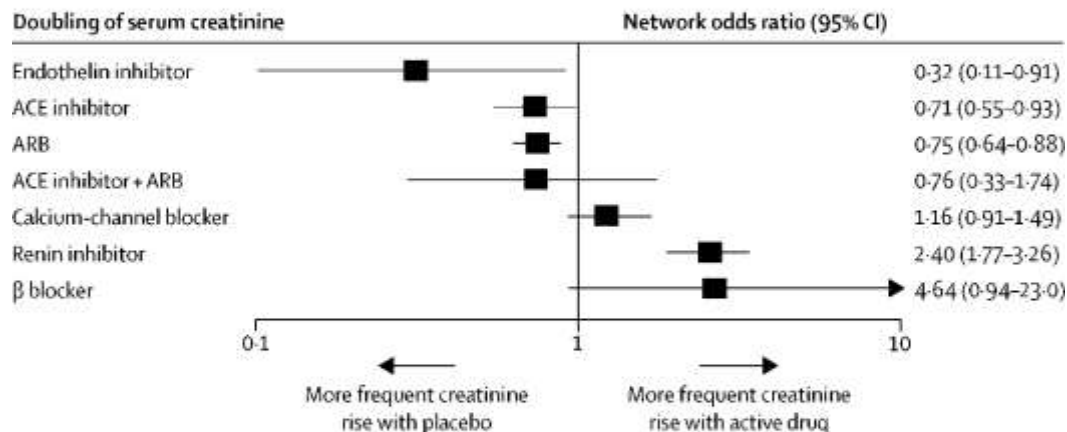 Doubling of serum creatinine Network odds ratio (95% CI)
Endothelin inhibitor 0·32 (0·11–0·91)
ACE inhibitor 0·71 (0·55–0·93)
ARB 0·75 (0·64–0·88)
ACE inhibitor + ARB 0·76 (0·33–1·74)
Calcium-channel blocker 1·16 (0·91–1·49)
Renin inhibitor 2·40 (1·77–3·26)
β blocker 4·64 (0·94–23·0)
0·1 1 10
More frequent creatinine More frequent creatinine
rise with placebo rise with active drug